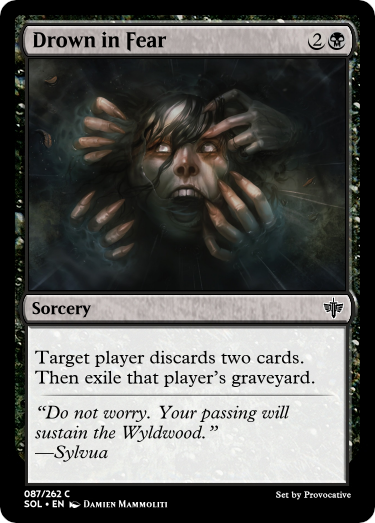 Drown in Fear 2
Sorcery
Target player discards two cards.
Then exile that player’s graveyard.
“Do not worry. Your passing will
sustain the Wyldwood.”
—Sylvua
087/262 C
SOL • EN Damien Mammoliti
Set by Provocative